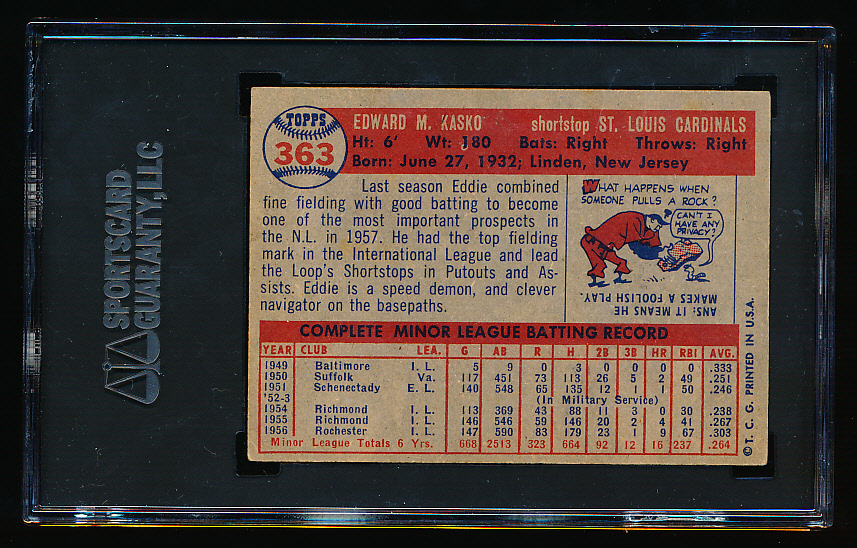 SPORTSCARD
GUARANTY, LLC
TOPPS
363
EDWARD M. KASKO shortstop ST. LOUIS CARDINALS
Ht: 6' Wt: 180 Bats: Right Throws: Right
Born: June 27, 1932; Linden, New Jersey
Last season Eddie combined
fine fielding with good batting to become
one of the most important prospects in
the N.L. in 1957. He had the top fielding
mark in the International League and lead
the Loop's Shortstops in Putouts and As-
sists. Eddie is a speed demon, and clever
navigator on the basepaths.
WHAT HAPPENS WHEN
SOMEONE PULLS A ROCK?
CAN'T I
HAVE ANY
PRIVACY?
ANS: IT MEANS HE
MAKES A FOOLISH PLAY.
COMPLETE MINOR LEAGUE BATTING RECORD
YEAR CLUB LEA. G AB R H 2B 3B HR RBI AVG.
1949 Baltimore I. L. 5 9 0 3 0 0 0 0 .333
1950 Suffolk Va. 117 451 73 113 26 5 2 49 .251
1951 Schenectady E. L. 140 548 65 135 12 1 1 50 .246
'52-3 (In Military Service)
1954 Richmond I. L. 113 369 43 88 11 3 0 30 .238
1955 Richmond I. L. 146 546 59 146 20 2 4 41 .267
1956 Rochester I. L. 147 590 83 179 23 1 9 67 .303
Minor League Totals 6 Yrs. 668 2513 323 664 92 12 16 237 .264
© T. C. G. PRINTED IN U.S.A.